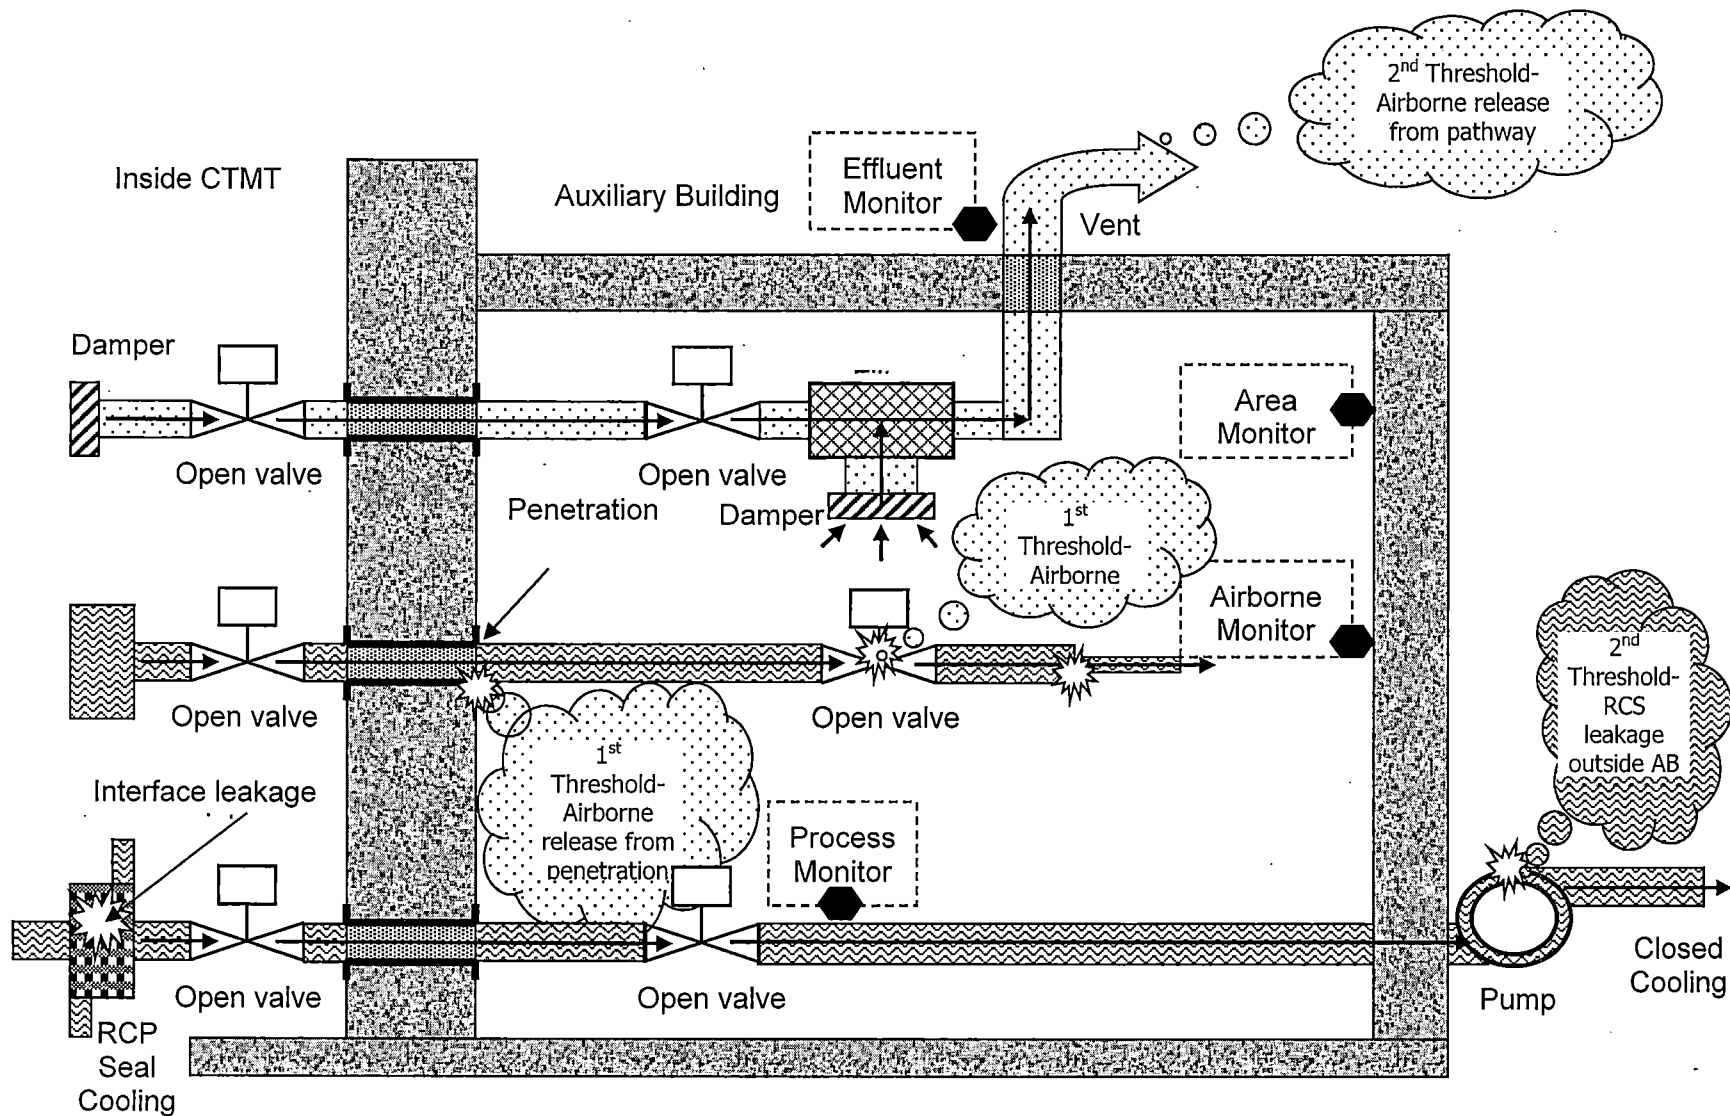 2nd Threshold-
Airborne release
from pathway
Inside CTMT
Auxiliary Building
Effluent
Monitor
Vent
Damper
Open valve
Open valve
Area
Monitor
Penetration
Damper
1st
Threshold-
Airborne
Airborne
Monitor
Open valve
Open valve
2nd
Threshold-
RCS
leakage
outside AB
1st
Threshold-
Airborne
release from
penetration
Interface leakage
Process
Monitor
Open valve
Open valve
Pump
Closed
Cooling
RCP
Seal
Cooling